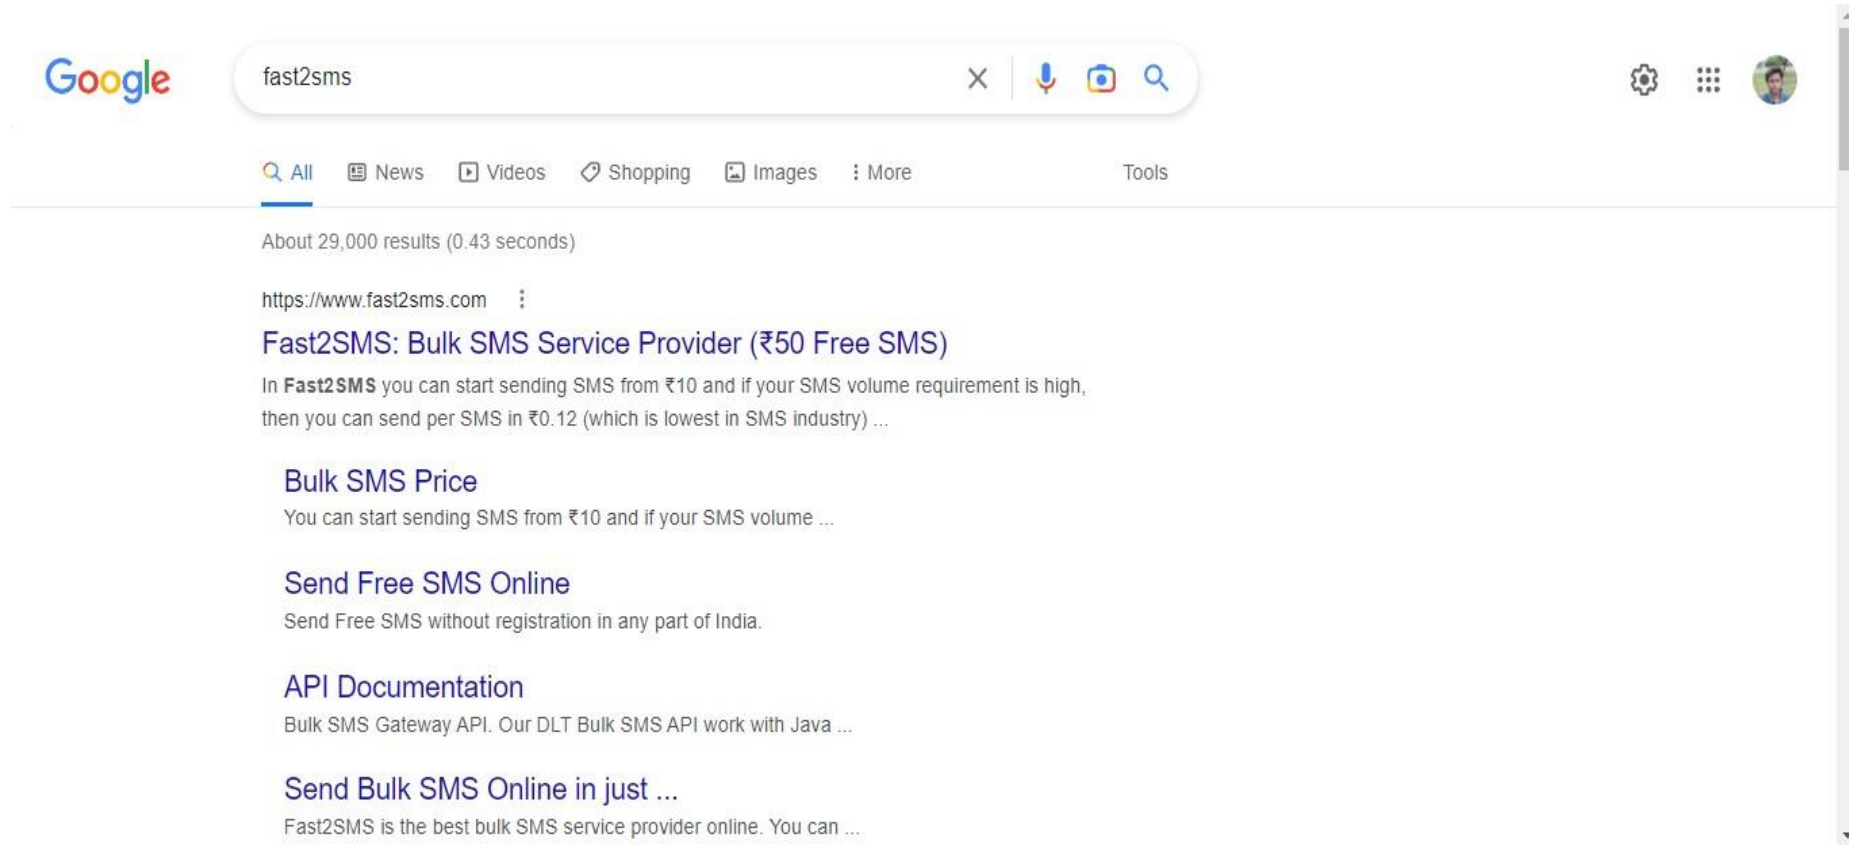 Google
fast2sms
All News Videos Shopping Images More Tools
About 29,000 results (0.43 seconds)
https://www.fast2sms.com
Fast2SMS: Bulk SMS Service Provider (₹50 Free SMS)
In Fast2SMS you can start sending SMS from ₹10 and if your SMS volume requirement is high,
then you can send per SMS in ₹0.12 (which is lowest in SMS industry) ...
Bulk SMS Price
You can start sending SMS from ₹10 and if your SMS volume ...
Send Free SMS Online
Send Free SMS without registration in any part of India.
API Documentation
Bulk SMS Gateway API. Our DLT Bulk SMS API work with Java ...
Send Bulk SMS Online in just ...
Fast2SMS is the best bulk SMS service provider online. You can ...